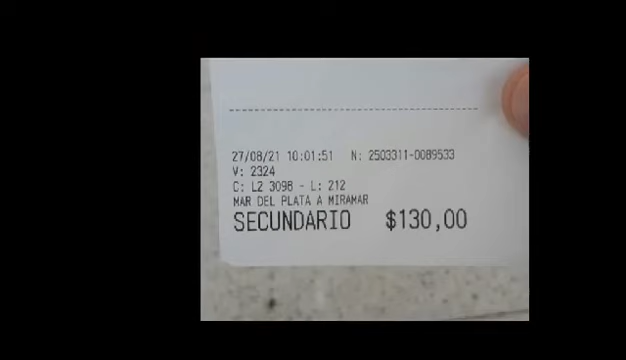 27/08/21 10:01:51 N: 2503311-0089533
V: 2324
C: L2 3098 - L: 212
MAR DEL PLATA A MIRAMAR
SECUNDARIO $130,00